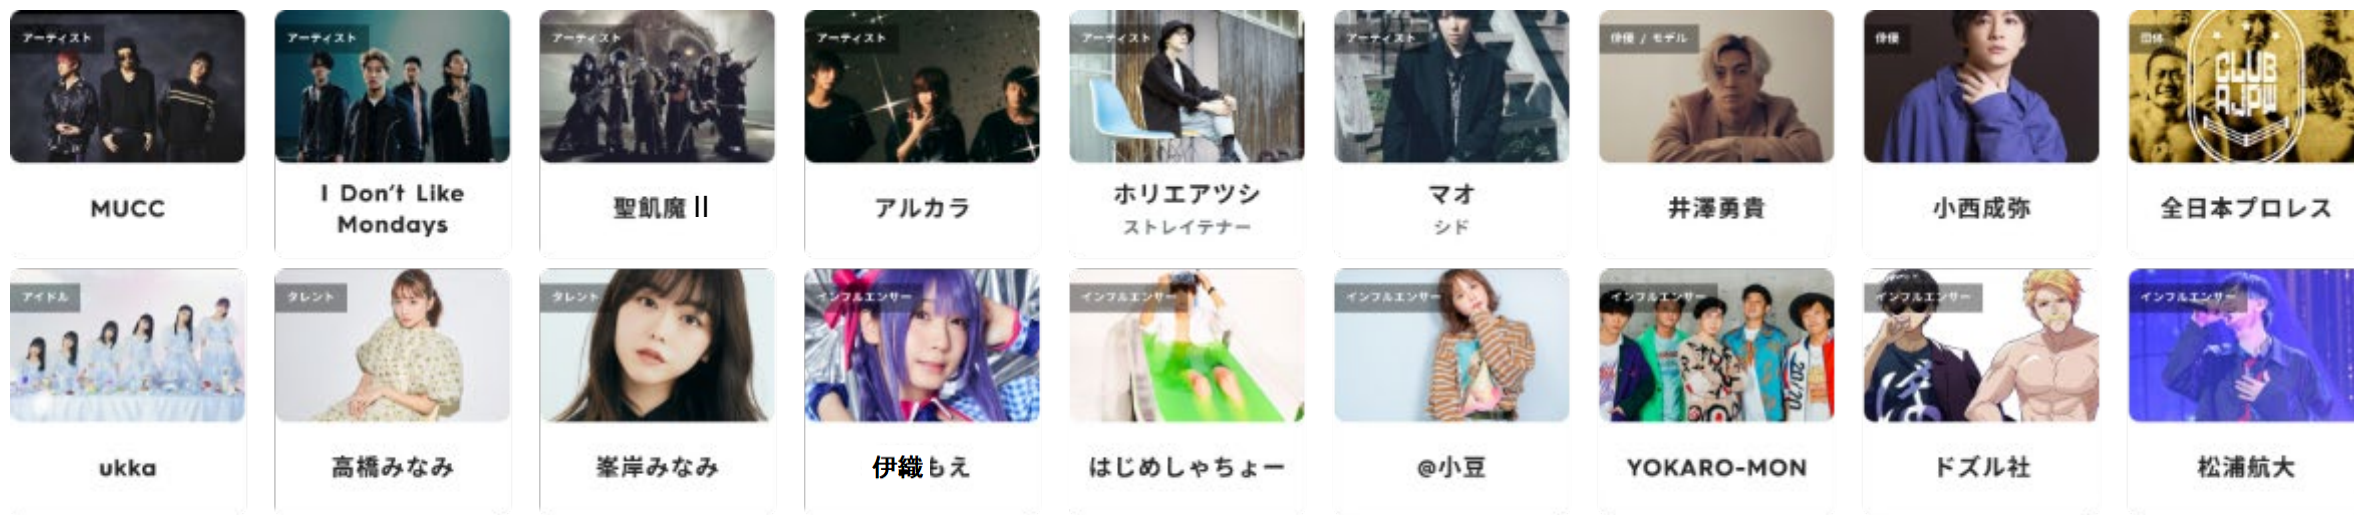 アーティスト
アーティスト
アーティスト
アーティスト
アーティスト
アーティスト
俳優 / モデル
俳優
団体
CLUB
AJPW
MUCC
I Don't Like
Mondays
聖飢魔 II
アルカラ
ホリエアツシ
ストレイテナー
マオ
シド
井澤勇貴
小西成弥
全日本プロレス
アイドル
タレント
タレント
インフルエンサー
インフルエンサー
インフルエンサー
インフルエンサー
インフルエンサー
インフルエンサー
20/20
ukka
高橋みなみ
峯岸みなみ
伊織もえ
はじめしゃちょー
@小豆
YOKARO-MON
ドズル社
松浦航大